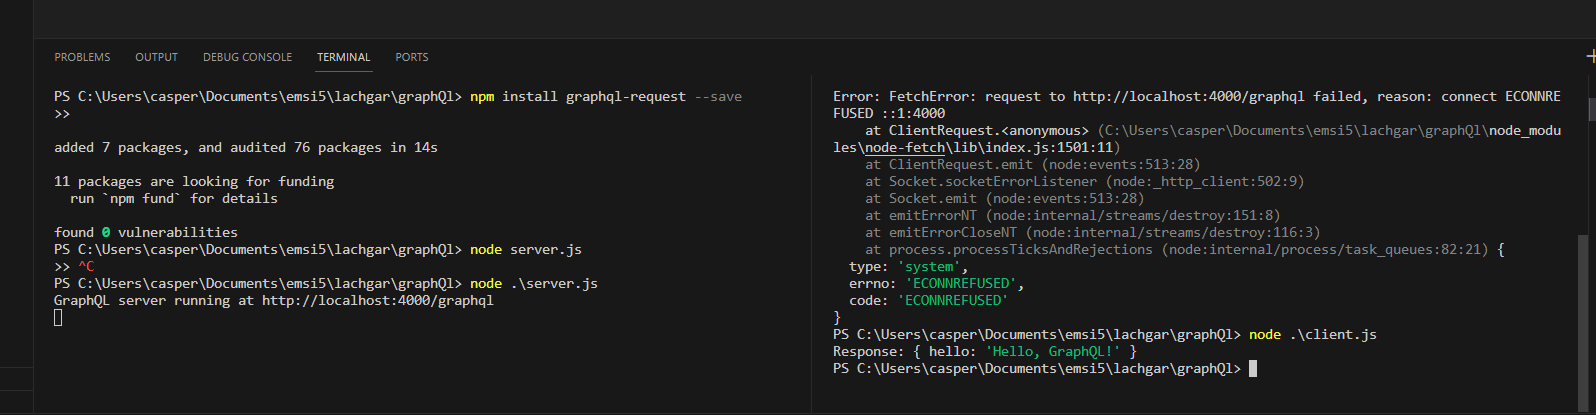 PROBLEMS OUTPUT DEBUG CONSOLE TERMINAL PORTS
PS C:\Users\casper\Documents\emsi5\lachgar\graphQl> npm install graphql-request --save
>>
added 7 packages, and audited 76 packages in 14s
11 packages are looking for funding
  run `npm fund` for details
found 0 vulnerabilities
PS C:\Users\casper\Documents\emsi5\lachgar\graphQl> node server.js
>> ^C
PS C:\Users\casper\Documents\emsi5\lachgar\graphQl> node .\server.js
GraphQL server running at http://localhost:4000/graphql
Error: FetchError: request to http://localhost:4000/graphql failed, reason: connect ECONNRE
FUSED ::1:4000
    at ClientRequest.<anonymous> (C:\Users\casper\Documents\emsi5\lachgar\graphQl\node_modu
les\node-fetch\lib\index.js:1501:11)
    at ClientRequest.emit (node:events:513:28)
    at Socket.socketErrorListener (node:_http_client:502:9)
    at Socket.emit (node:events:513:28)
    at emitErrorNT (node:internal/streams/destroy:151:8)
    at emitErrorCloseNT (node:internal/streams/destroy:116:3)
    at process.processTicksAndRejections (node:internal/process/task_queues:82:21) {
  type: 'system',
  errno: 'ECONNREFUSED',
  code: 'ECONNREFUSED'
}
PS C:\Users\casper\Documents\emsi5\lachgar\graphQl> node .\client.js
Response: { hello: 'Hello, GraphQL!' }
PS C:\Users\casper\Documents\emsi5\lachgar\graphQl>